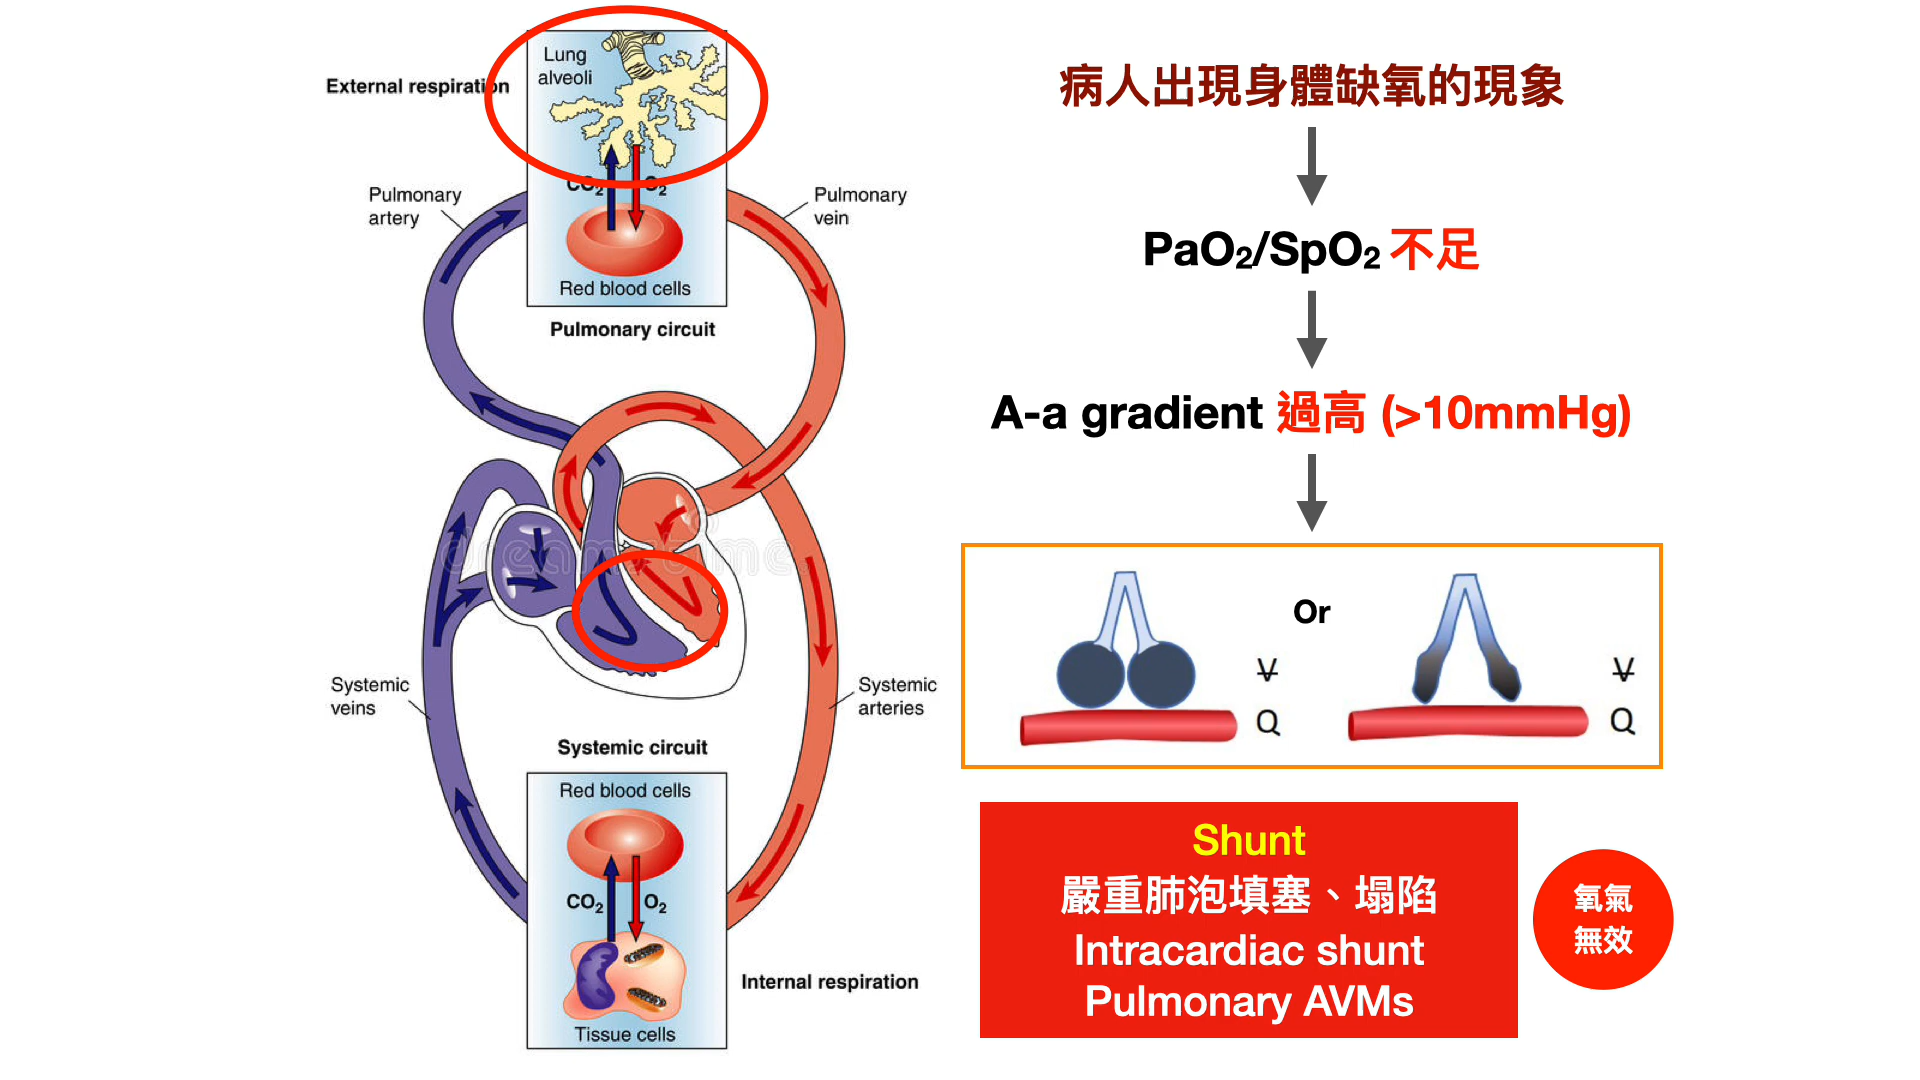 Lung
alveoli
External respiration
CO2
O2
Pulmonary
artery
Pulmonary
vein
Red blood cells
Pulmonary circuit
dreamstime
Systemic
veins
Systemic
arteries
Systemic circuit
Red blood cells
CO2
O2
Internal respiration
Tissue cells
病人出現身體缺氧的現象
PaO2/SpO2 不足
A-a gradient 過高 (>10mmHg)
Or
V
Q
V
Q
Shunt
嚴重肺泡填塞、塌陷
Intracardiac shunt
Pulmonary AVMs
氧氣
無效